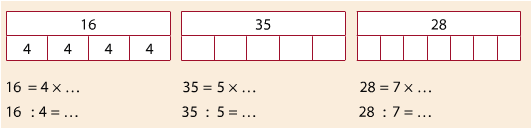 16 35 28
4 4 4 4
16 = 4 × … 35 = 5 × … 28 = 7 × …
16 : 4 = … 35 : 5 = … 28 : 7 = …